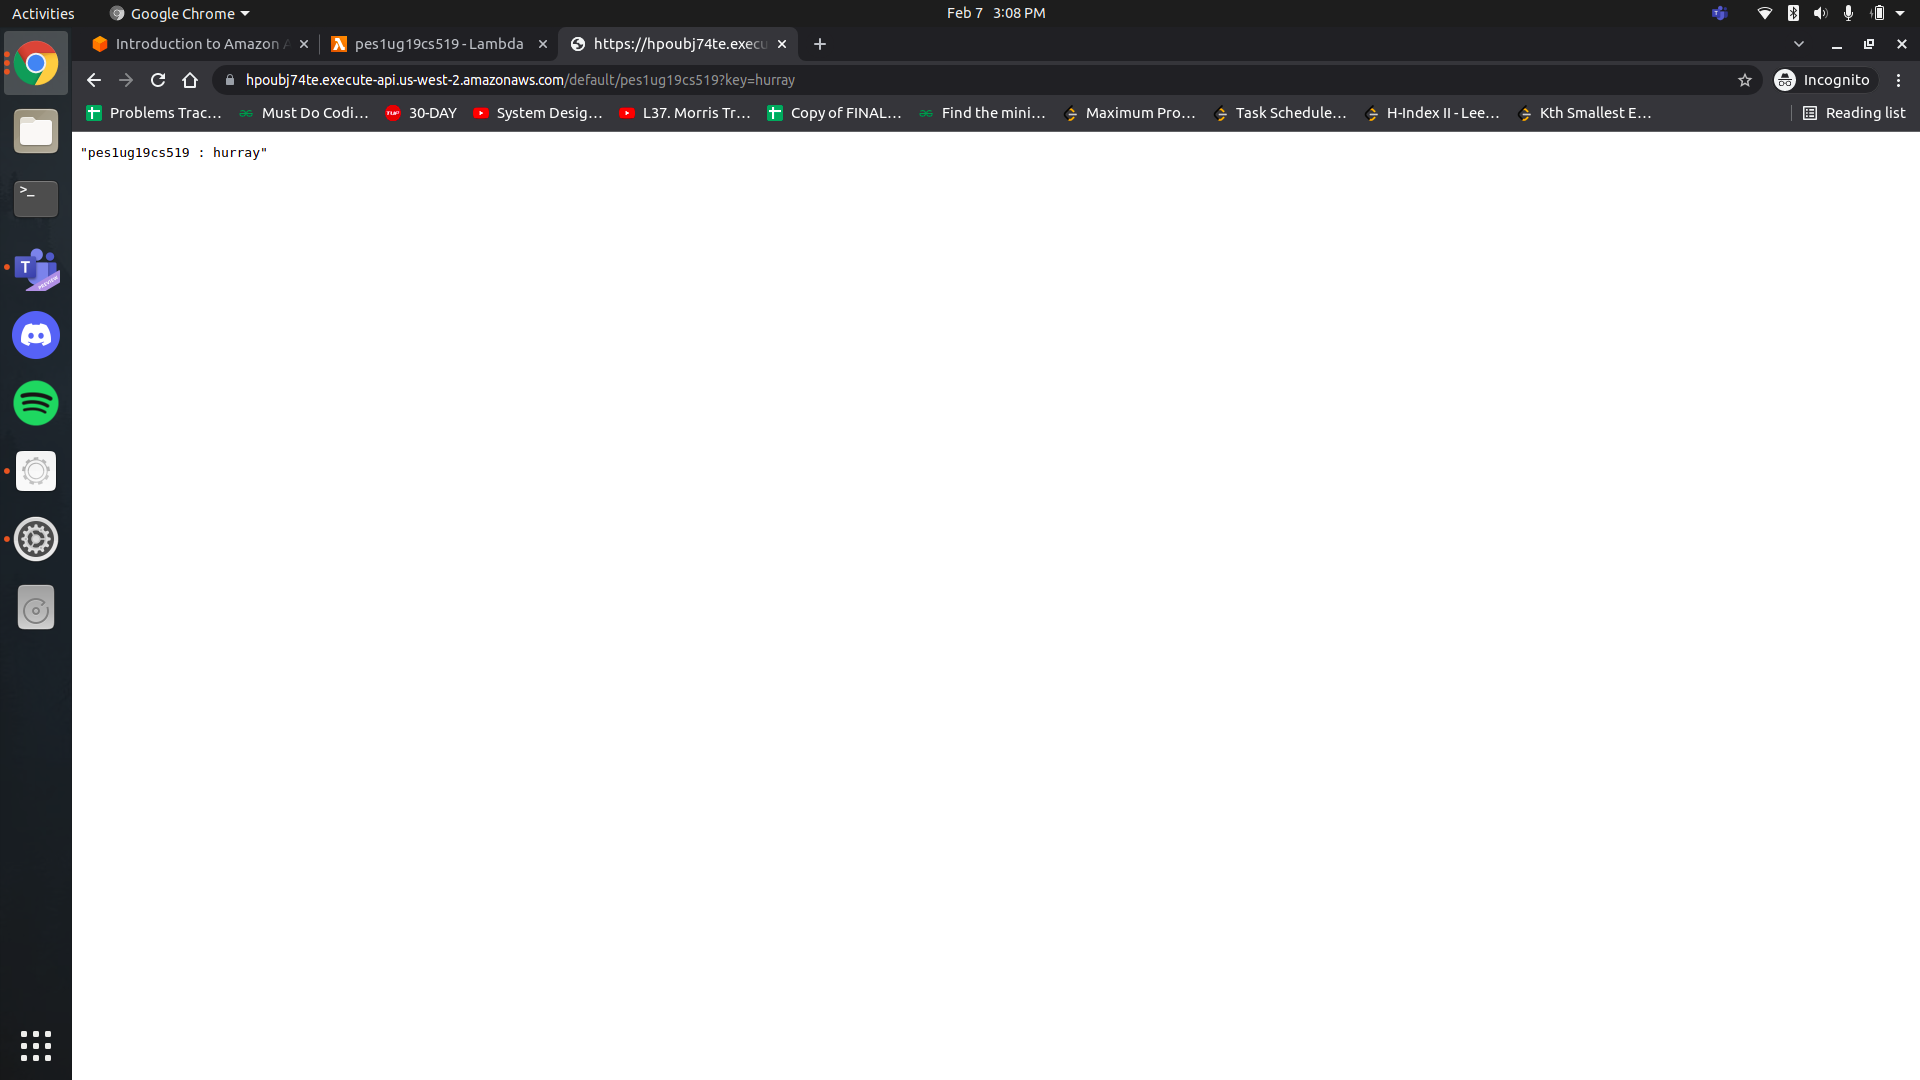 Activities Google Chrome Feb 7 3:08 PM
Introduction to Amazon A pes1ug19cs519 - Lambda https://hpoubj74te.execu
hpoubj74te.execute-api.us-west-2.amazonaws.com/default/pes1ug19cs519?key=hurray Incognito
Problems Trac... Must Do Codi... 30-DAY System Desig... L37. Morris Tr... Copy of FINAL... Find the mini... Maximum Pro... Task Schedule... H-Index II - Lee... Kth Smallest E... Reading list
"pes1ug19cs519 : hurray"
>_
T
PREVIEW